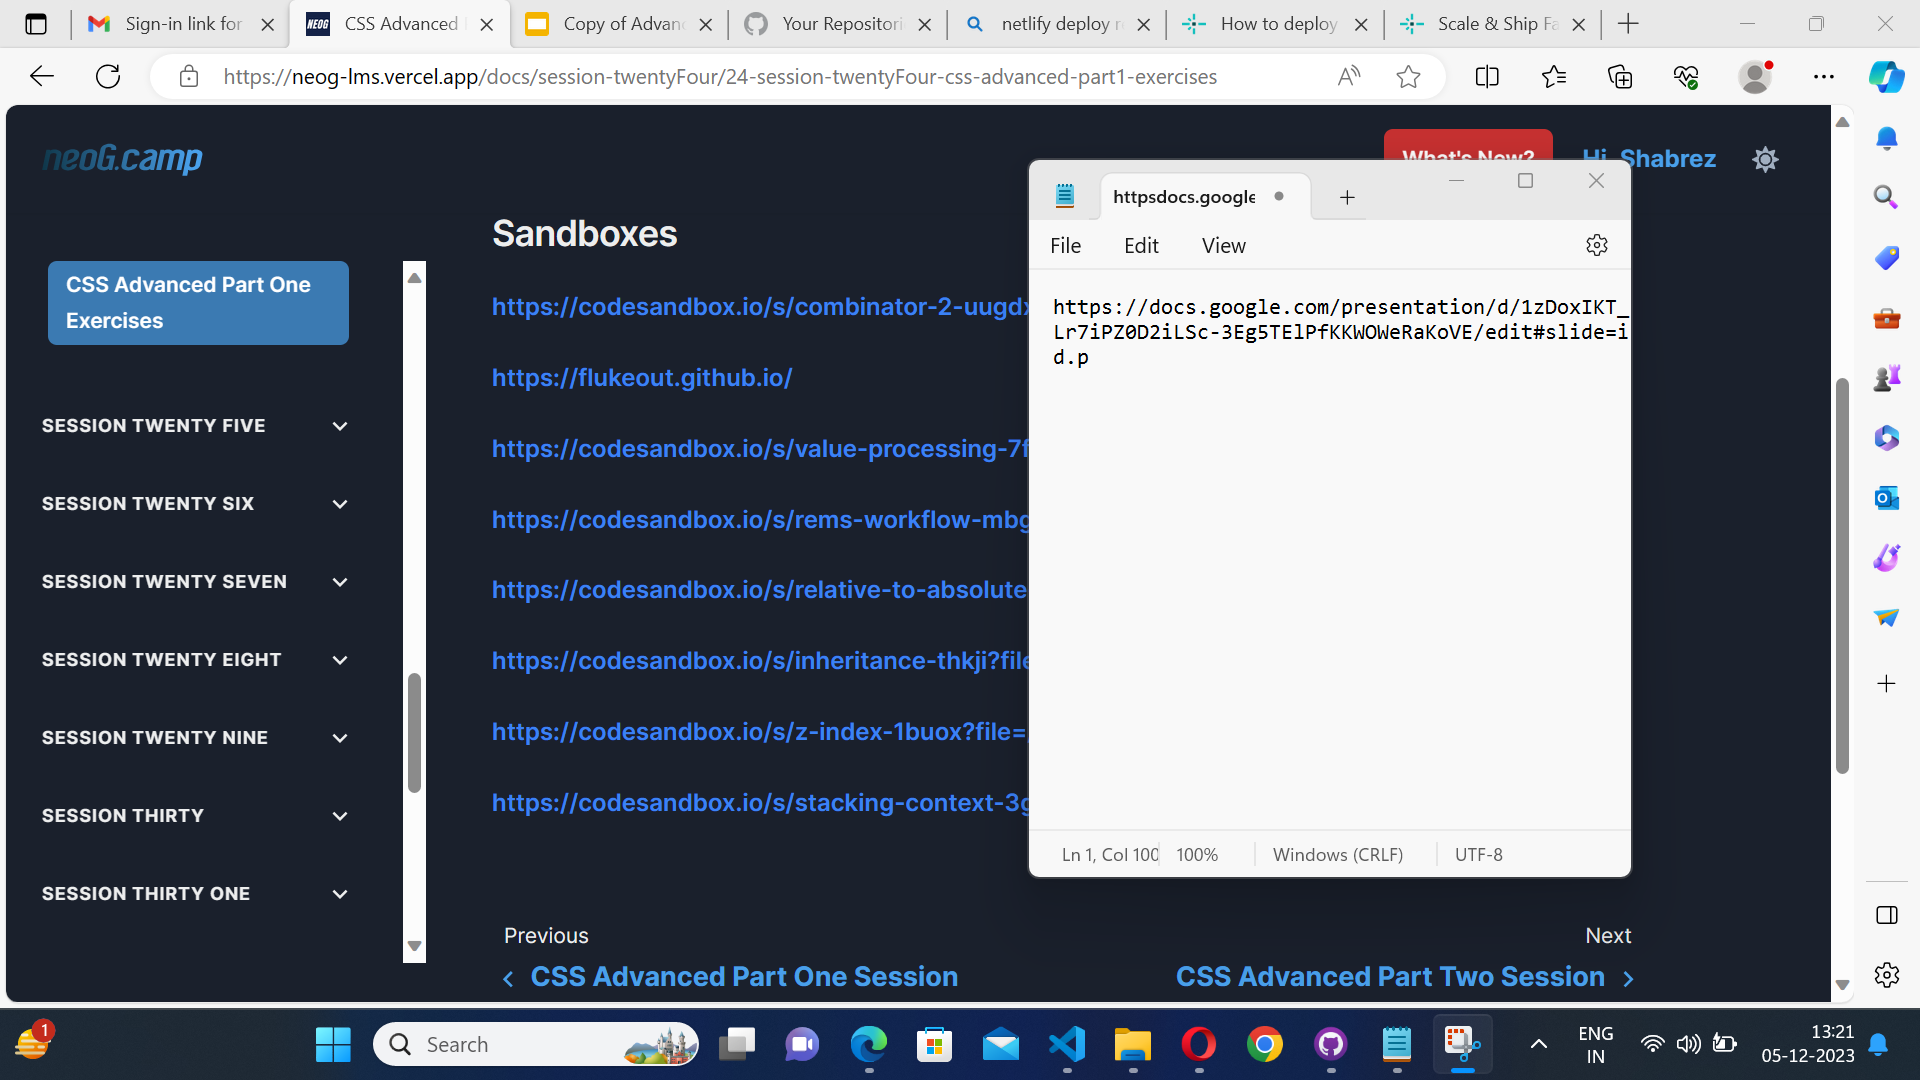 Sign-in link for
CSS Advanced
Copy of Advanc
Your Repositori
netlify deploy r
How to deploy
Scale & Ship Fa
https://neog-lms.vercel.app/docs/session-twentyFour/24-session-twentyFour-css-advanced-part1-exercises
neoG.camp
What's New?
Hi, Shabrez
CSS Advanced Part One
Exercises
SESSION TWENTY FIVE
SESSION TWENTY SIX
SESSION TWENTY SEVEN
SESSION TWENTY EIGHT
SESSION TWENTY NINE
SESSION THIRTY
SESSION THIRTY ONE
Sandboxes
https://codesandbox.io/s/combinator-2-uugdx
https://flukeout.github.io/
https://codesandbox.io/s/value-processing-7f
https://codesandbox.io/s/rems-workflow-mbg
https://codesandbox.io/s/relative-to-absolute
https://codesandbox.io/s/inheritance-thkji?file
https://codesandbox.io/s/z-index-1buox?file=
https://codesandbox.io/s/stacking-context-3g
Previous
CSS Advanced Part One Session
Next
CSS Advanced Part Two Session
httpsdocs.google
File Edit View
https://docs.google.com/presentation/d/1zDoxIKT_
Lr7iPZ0D2iLSc-3Eg5TElPfKKWOWeRaKoVE/edit#slide=i
d.p
Ln 1, Col 100 100% Windows (CRLF) UTF-8
1
Search
ENG
IN
13:21
05-12-2023